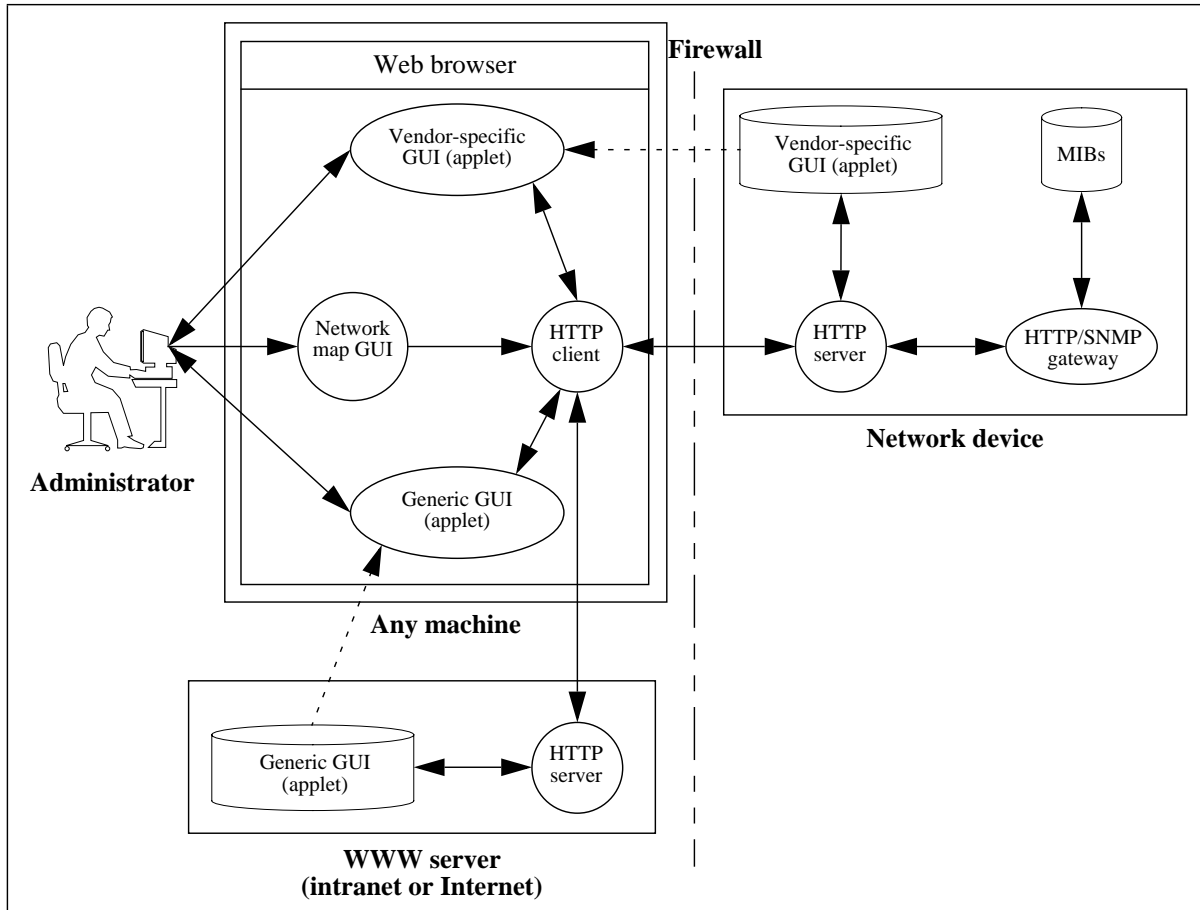 Firewall
Web browser
Vendor-specific
GUI (applet)
Vendor-specific
GUI (applet)
MIBs
Network
map GUI
HTTP
client
HTTP
server
HTTP/SNMP
gateway
Network device
Administrator
Generic GUI
(applet)
Any machine
Generic GUI
(applet)
HTTP
server
WWW server
(intranet or Internet)